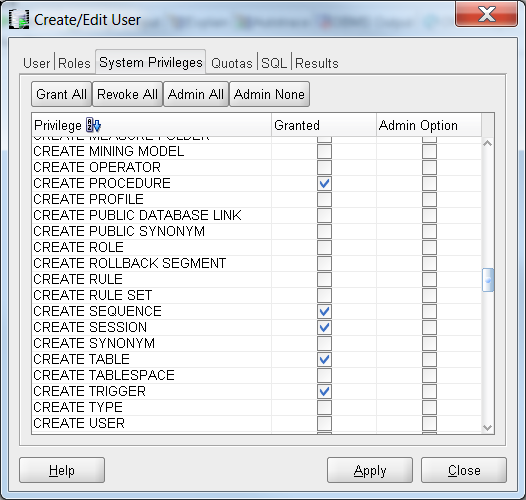 Create/Edit User
User Roles System Privileges Quotas SQL Results
Grant All Revoke All Admin All Admin None
Privilege Granted Admin Option
CREATE MEASURE FOLDER
CREATE MINING MODEL
CREATE OPERATOR
CREATE PROCEDURE
CREATE PROFILE
CREATE PUBLIC DATABASE LINK
CREATE PUBLIC SYNONYM
CREATE ROLE
CREATE ROLLBACK SEGMENT
CREATE RULE
CREATE RULE SET
CREATE SEQUENCE
CREATE SESSION
CREATE SYNONYM
CREATE TABLE
CREATE TABLESPACE
CREATE TRIGGER
CREATE TYPE
CREATE USER
Help Apply Close